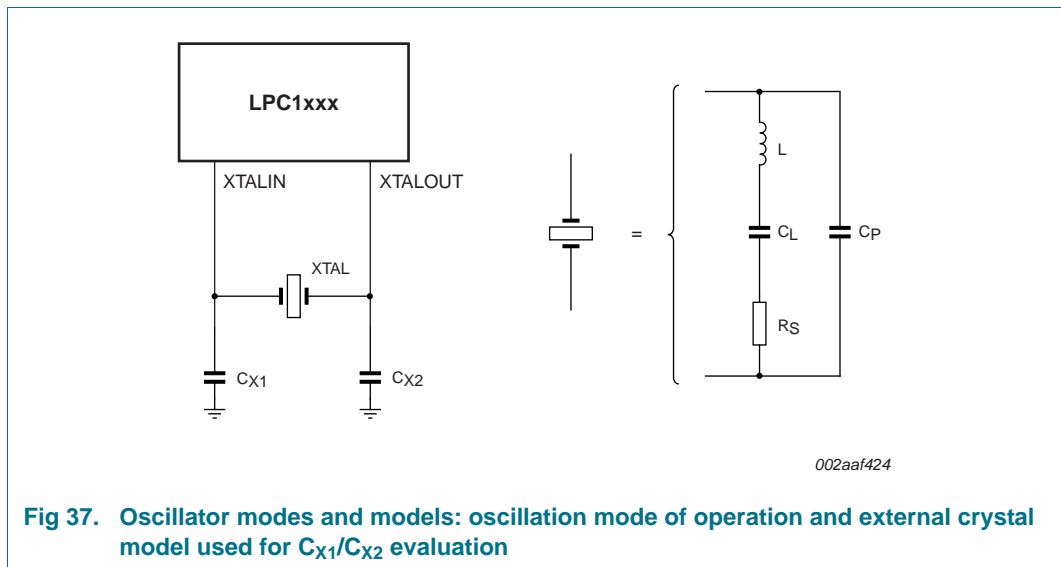 LPC1xxx
XTALIN
XTALOUT
XTAL
CX1
CX2
=
L
CL
CP
RS
002aaf424
Fig 37. Oscillator modes and models: oscillation mode of operation and external crystal
model used for CX1/CX2 evaluation